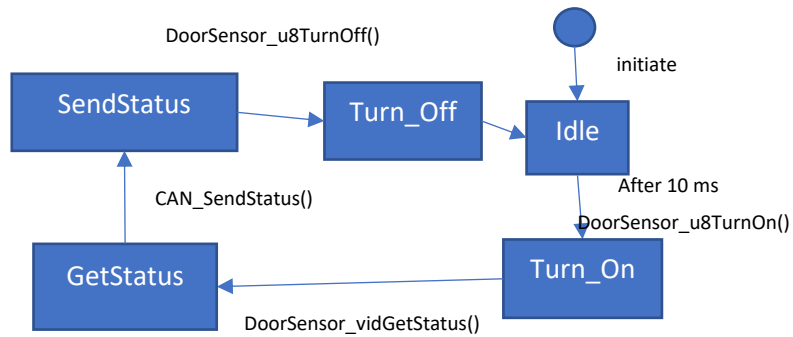 DoorSensor_u8TurnOff()
initiate
SendStatus
Turn_Off
Idle
After 10 ms
CAN_SendStatus()
DoorSensor_u8TurnOn()
GetStatus
Turn_On
DoorSensor_vidGetStatus()